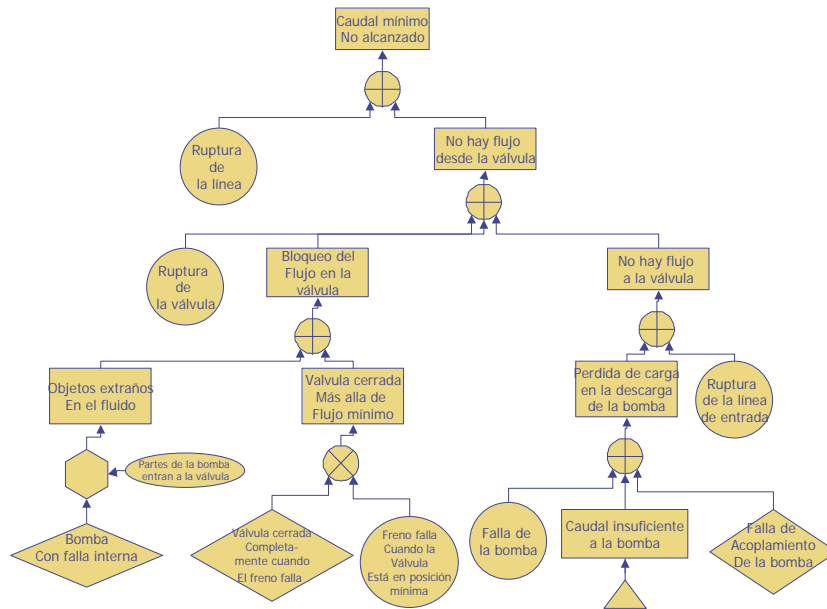 Caudal mínimo
No alcanzado
Ruptura
de
la línea
No hay flujo
desde la válvula
Ruptura
de
la válvula
Bloqueo del
Flujo en la
válvula
No hay flujo
a la válvula
Objetos extraños
En el fluido
Valvula cerrada
Más alla de
Flujo mínimo
Perdida de carga
en la descarga
de la bomba
Ruptura
de la línea
de entrada
Partes de la bomba
entran a la válvula
Bomba
Con falla interna
Válvula cerrada
Completa-
mente cuando
El freno falla
Freno falla
Cuando la
Válvula
Está en posición
mínima
Falla de
la bomba
Caudal insuficiente
a la bomba
Falla de
Acoplamiento
De la bomba